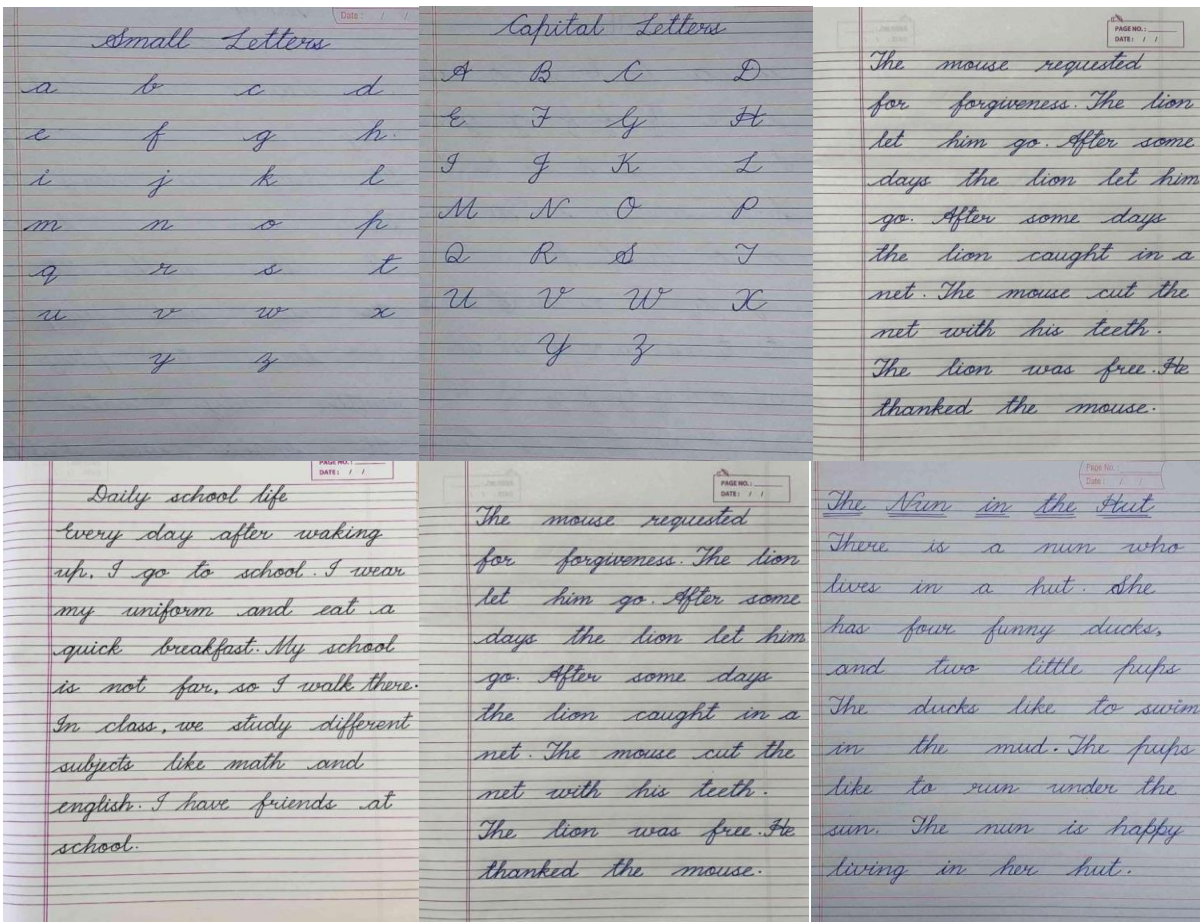 Date: / /
Small Letters
a b c d
e f g h
i j k l
m n o p
q r s t
u v w x
y z
Capital Letters
A B C D
E F G H
I J K L
M N O P
Q R S T
U V W X
Y Z
PAGE NO.:
DATE: / /
The mouse requested
for forgiveness. The lion
let him go. After some
days the lion let him
go. After some days
the lion caught in a
net. The mouse cut the
net with his teeth.
The lion was free. He
thanked the mouse.
PAGE NO.:
DATE: / /
Daily school life
Every day after waking
up, I go to school. I wear
my uniform and eat a
quick breakfast. My school
is not far, so I walk there.
In class, we study different
subjects like math and
english. I have friends at
school.
PAGE NO.:
DATE: / /
The mouse requested
for forgiveness. The lion
let him go. After some
days the lion let him
go. After some days
the lion caught in a
net. The mouse cut the
net with his teeth.
The lion was free. He
thanked the mouse.
Page No.
Date: / /
The Nun in the Hut
There is a nun who
lives in a hut. She
has four funny ducks,
and two little pups
The ducks like to swim
in the mud. The pups
like to run under the
sun. The nun is happy
living in her hut.